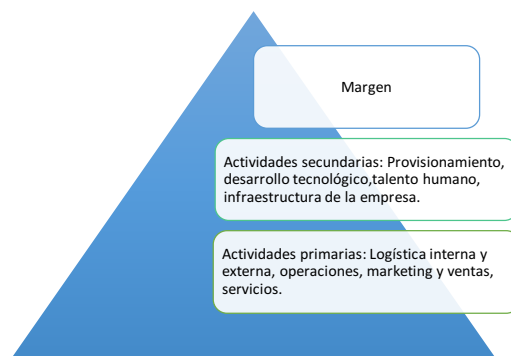 Margen
Actividades secundarias: Provisionamiento,
desarrollo tecnológico,talento humano,
infraestructura de la empresa.
Actividades primarias: Logística interna y
externa, operaciones, marketing y ventas,
servicios.